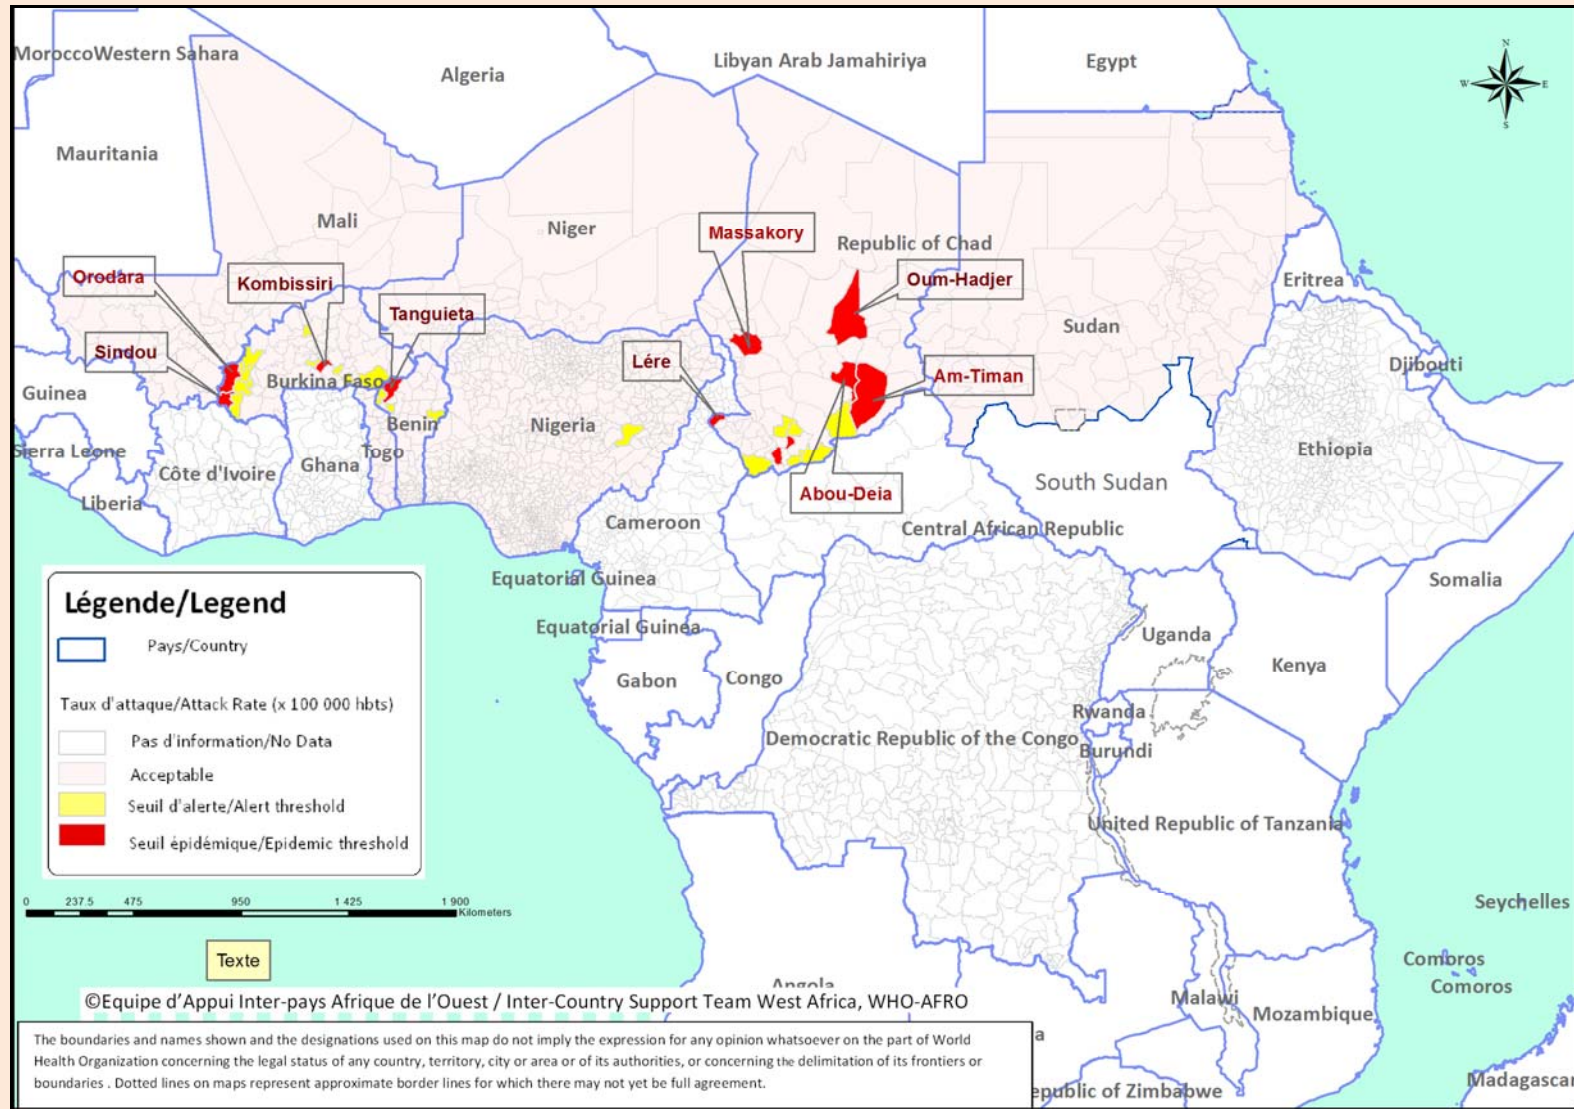 MoroccoWestern Sahara
Algeria
Libyan Arab Jamahiriya
Egypt
N
W
E
S
Mauritania
Mali
Niger
Massakory
Republic of Chad
Orodara
Kombissiri
Oum-Hadjer
Eritrea
Tanguieta
Sudan
Sindou
Lére
Am-Timan
Djibouti
Guinea
Burkina Faso
Benin
Nigeria
Sierra Leone
Togo
Côte d'Ivoire
Ghana
Ethiopia
Liberia
Abou-Deia
South Sudan
Cameroon
Central African Republic
Equatorial Guinea
Somalia
Légende/Legend
Pays/Country
Taux d'attaque/Attack Rate (x 100 000 hbts)
Pas d'information/No Data
Acceptable
Seuil d'alerte/Alert threshold
Seuil épidémique/Epidemic threshold
Equatorial Guinea
Uganda
Gabon
Congo
Kenya
Rwanda
Democratic Republic of the Congo
Burundi
United Republic of Tanzania
0 237.5 475 950 1 425 1 900
Kilometers
Seychelles
Texte
Comoros
Comoros
Angola
©Equipe d'Appui Inter-pays Afrique de l'Ouest / Inter-Country Support Team West Africa, WHO-AFRO
Malawi
Mozambique
The boundaries and names shown and the designations used on this map do not imply the expression for any opinion whatsoever on the part of World
Health Organization concerning the legal status of any country, territory, city or area or of its authorities, or concerning the delimitation of its frontiers or
boundaries . Dotted lines on maps represent approximate border lines for which there may not yet be full agreement.
a
epublic of Zimbabwe
Madagascar